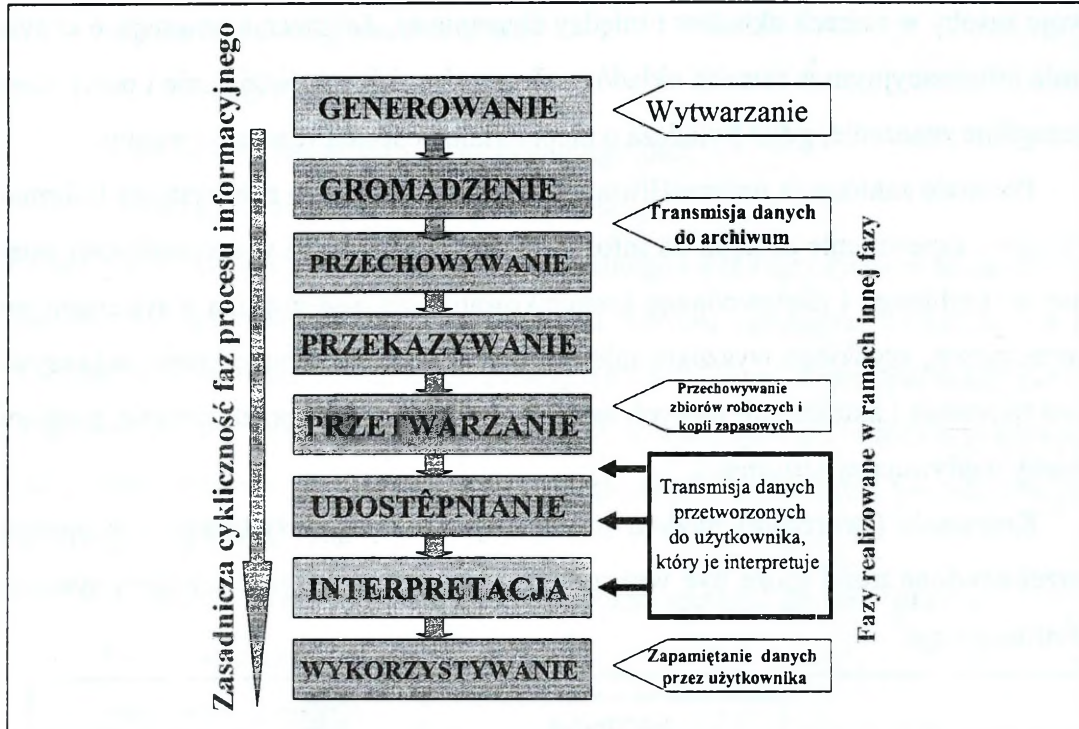 Zasadnicza cykliczność faz procesu informacyjnego
GENEROWANIE
GROMADZENIE
PRZECHOWYWANIE
PRZEKAZYWANIE
PRZETWARZANIE
UDOSTÊPNIANIE
INTERPRETACJA
WYKORZYSTYWANIE
Wytwarzanie
Transmisja danych
do archiwum
Przechowywanie
zbiorów roboczych i
kopii zapasowych
Transmisja danych
przetworzonych
do użytkownika,
który je interpretuje
Zapamiętanie danych
przez użytkownika
Fazy realizowane w ramach innej fazy